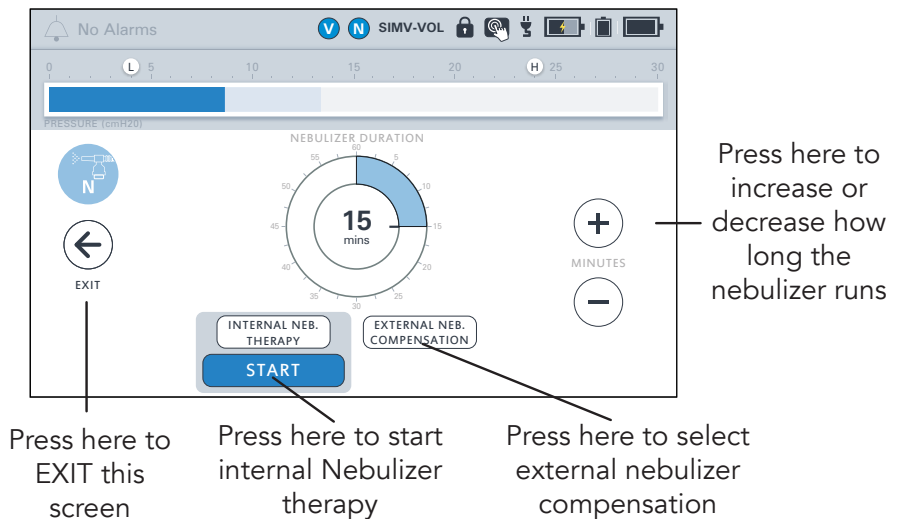 No Alarms
V N SIMV-VOL
0 L 5 10 15 20 H 25 30
PRESSURE (cmH20)
NEBULIZER DURATION
60
55 5
50 10
45 15
40 20
35 25
30
15
mins
N
EXIT
MINUTES
INTERNAL NEB.
THERAPY
START
EXTERNAL NEB.
COMPENSATION
Press here to
increase or
decrease how
long the
nebulizer runs
Press here to
EXIT this
screen
Press here to start
internal Nebulizer
therapy
Press here to select
external nebulizer
compensation